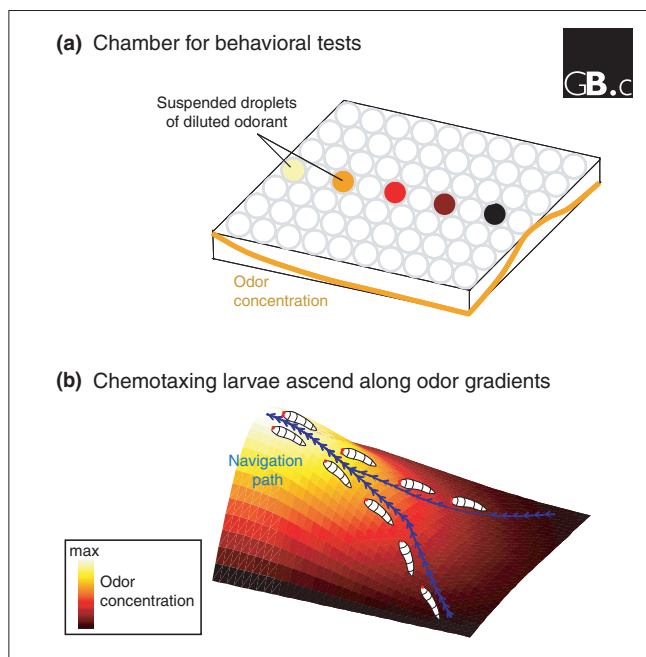 (a) Chamber for behavioral tests
GB.c
Suspended droplets
of diluted odorant
Odor
concentration
(b) Chemotaxing larvae ascend along odor gradients
Navigation
path
max
Odor
concentration